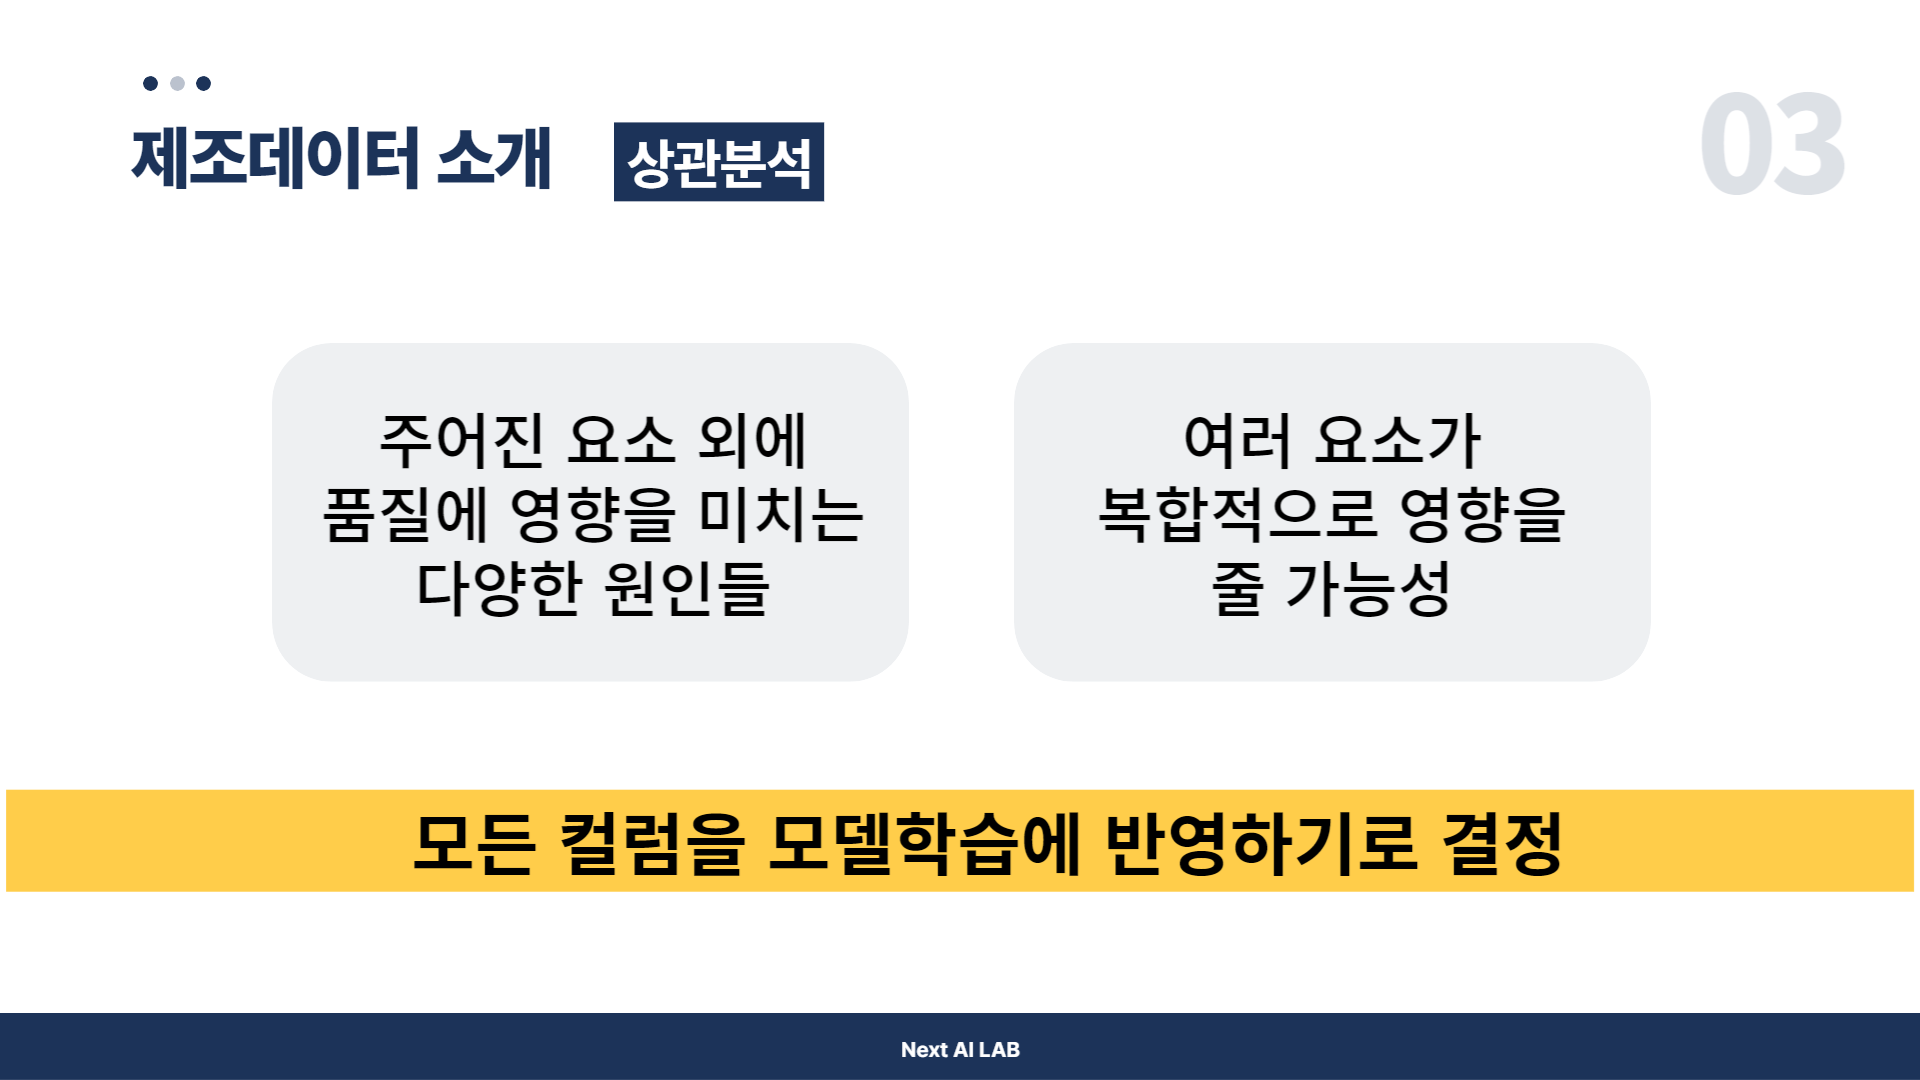 제조데이터 소개
상관분석
03
주어진 요소 외에
품질에 영향을 미치는
다양한 원인들
여러 요소가
복합적으로 영향을
줄 가능성
모든 컬럼을 모델학습에 반영하기로 결정
Next AI LAB